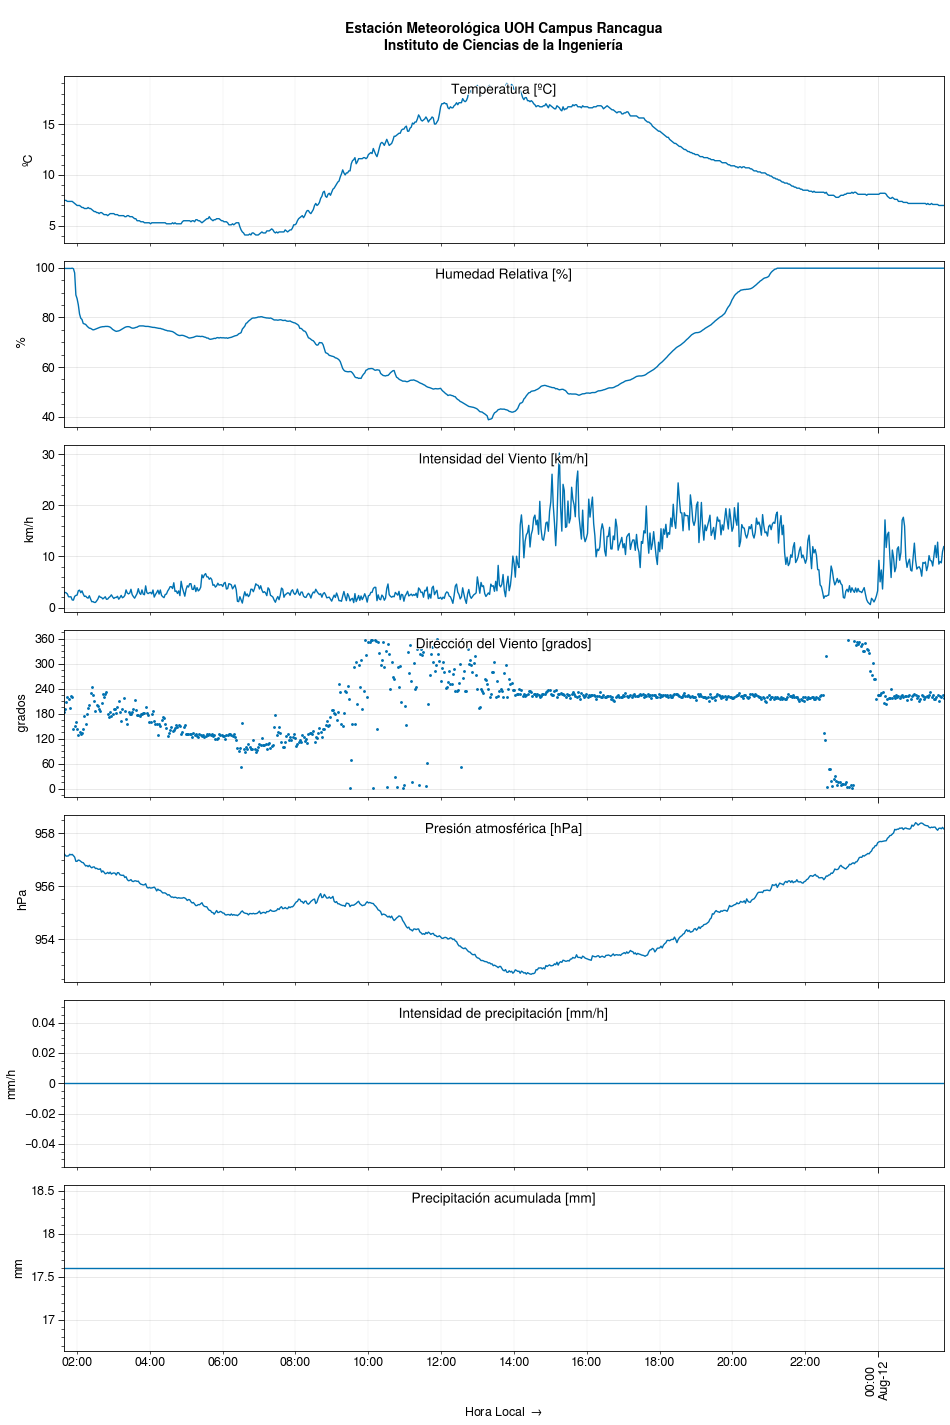 Estación Meteorológica UOH Campus Rancagua
Instituto de Ciencias de la Ingeniería
Temperatura [ºC]
ºC
15
10
5
Humedad Relativa [%]
%
100
80
60
40
Intensidad del Viento [km/h]
km/h
30
20
10
0
Dirección del Viento [grados]
grados
360
300
240
180
120
60
0
Presión atmosférica [hPa]
hPa
958
956
954
Intensidad de precipitación [mm/h]
mm/h
0.04
0.02
0
−0.02
−0.04
Precipitación acumulada [mm]
mm
18.5
18
17.5
17
02:00 04:00 06:00 08:00 10:00 12:00 14:00 16:00 18:00 20:00 22:00 00:00
Aug-12
Hora Local →